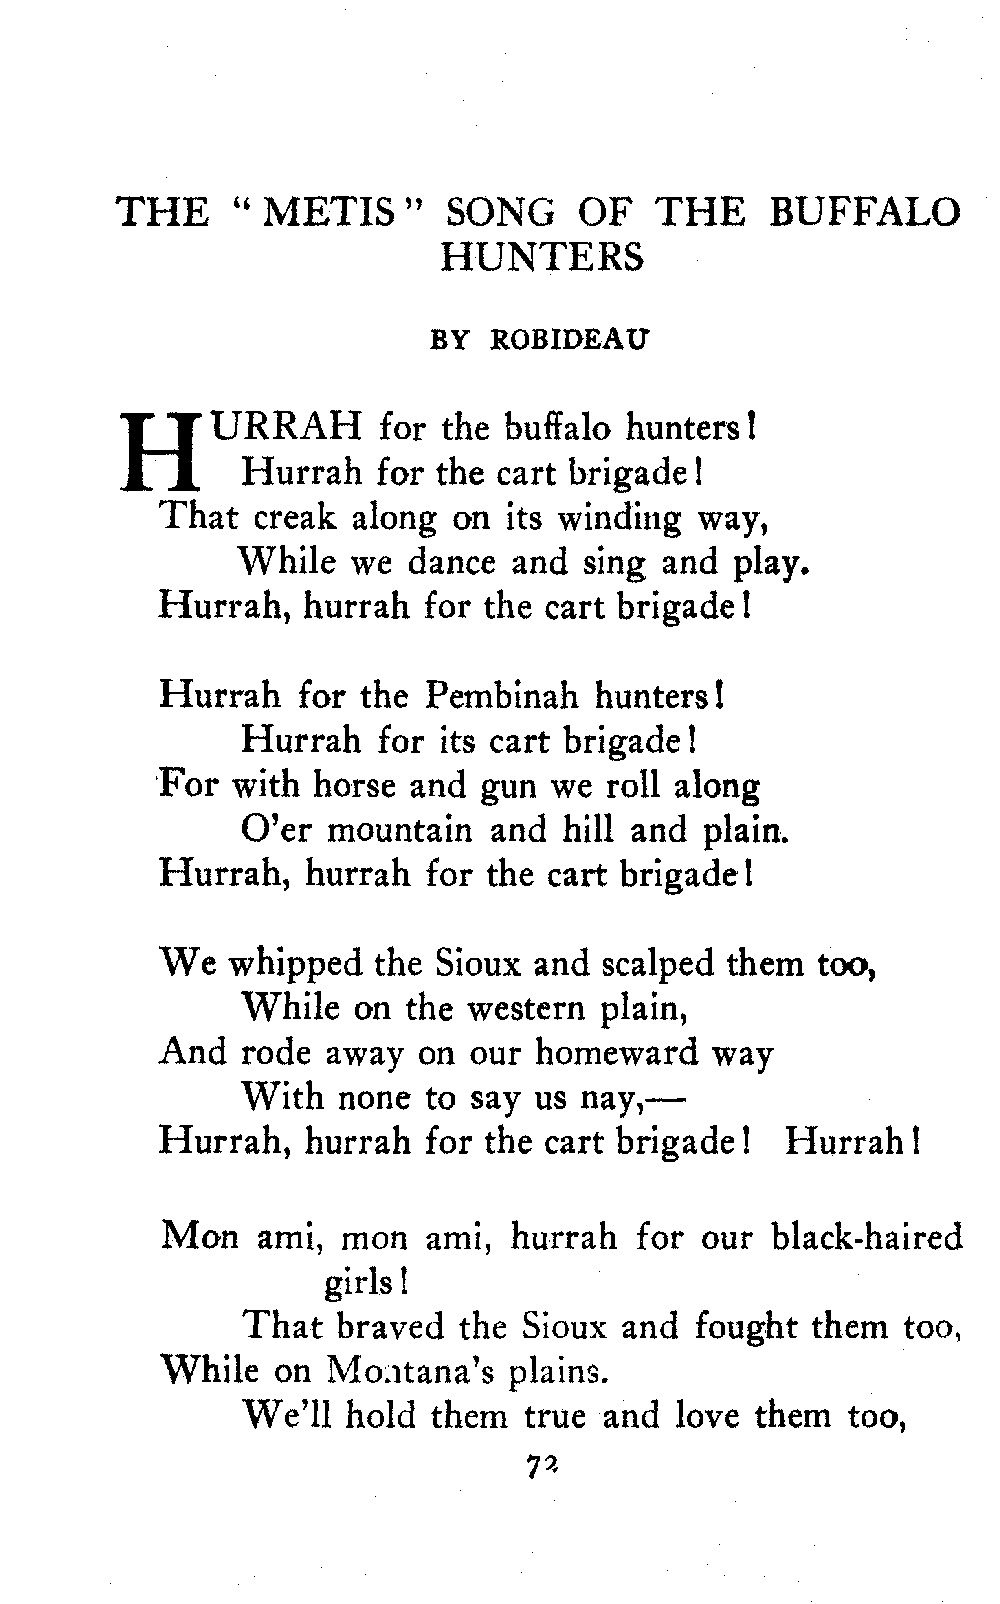 THE " METIS " SONG OF THE BUFFALO
HUNTERS
BY ROBIDEAU
HURRAH for the buffalo hunters!
Hurrah for the cart brigade!
That creak along on its winding way,
While we dance and sing and play.
Hurrah, hurrah for the cart brigade!
Hurrah for the Pembinah hunters!
Hurrah for its cart brigade!
For with horse and gun we roll along
O'er mountain and hill and plain.
Hurrah, hurrah for the cart brigade!
We whipped the Sioux and scalped them too,
While on the western plain,
And rode away on our homeward way
With none to say us nay,—
Hurrah, hurrah for the cart brigade! Hurrah!
Mon ami, mon ami, hurrah for our black-haired
girls!
That braved the Sioux and fought them too,
While on Montana's plains.
We'll hold them true and love them too,
72